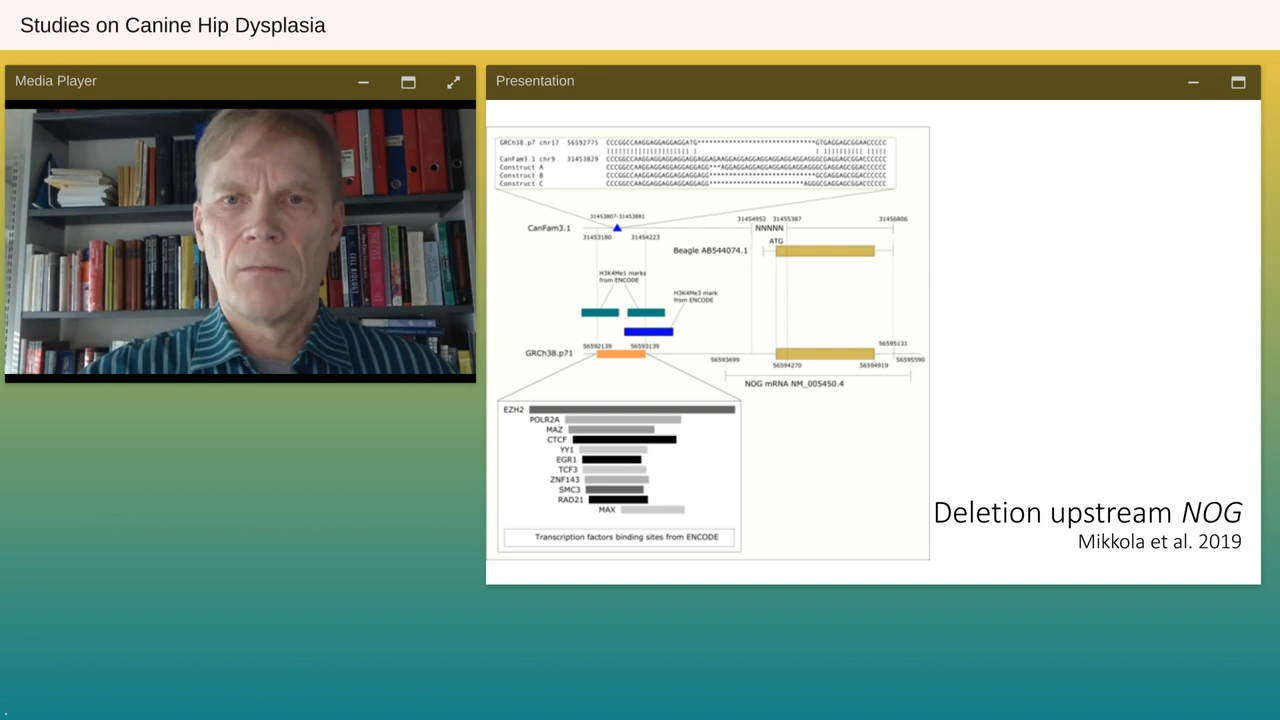 Studies on Canine Hip Dysplasia
Media Player
CELL BIOLOGY
Presentation
GRCh38.p7 chr17 56592775 CCCGGCCAAGGAGGAGGAGGATG**************************GTGAGGAGCGGAACCCCC
CanFam3.1 chr9 31453829 CCCGGCCAAGGAGGAGGAGGAGGAGGAGAAGGAGGAGGAGGAGGAGGAGGAGGGCGAGGAGCGGACCCCCC
Construct A
Construct B
Construct C
31453807-31453881
CanFam3.1
31453180
31454223
31454952
31455387
31456806
NNNNN
ATG
Beagle AB544074.1
H3K4Me1 marks
from ENCODE
H3K4Me3 mark
from ENCODE
GRCh38.p71
56592139
56593139
56593699
56594270
56594919
56595131
56595590
NOG mRNA NM_005450.4
EZH2
POLR2A
MAZ
CTCF
YY1
EGR1
TCF3
ZNF143
SMC3
RAD21
MAX
Transcription factors binding sites from ENCODE
Deletion upstream NOG
Mikkola et al. 2019